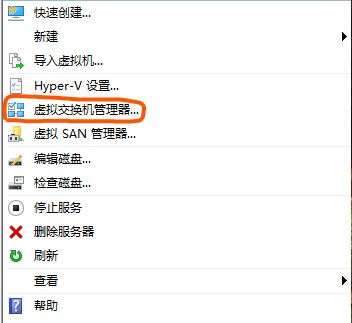 快速创建...
新建
导入虚拟机...
Hyper-V 设置...
虚拟交换机管理器...
虚拟 SAN 管理器...
编辑磁盘...
检查磁盘...
停止服务
删除服务器
刷新
查看
帮助